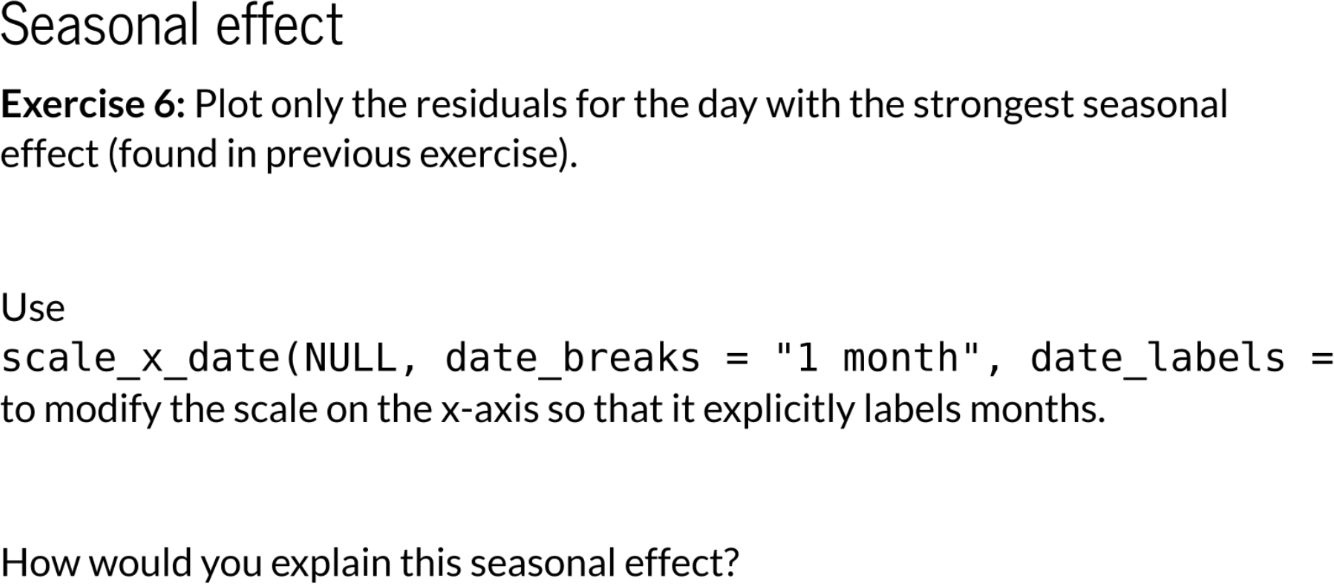 Seasonal effect
Exercise 6: Plot only the residuals for the day with the strongest seasonal
effect (found in previous exercise).
Use
scale_x_date(NULL, date_breaks = "1 month", date_labels =
to modify the scale on the x-axis so that it explicitly labels months.
How would you explain this seasonal effect?